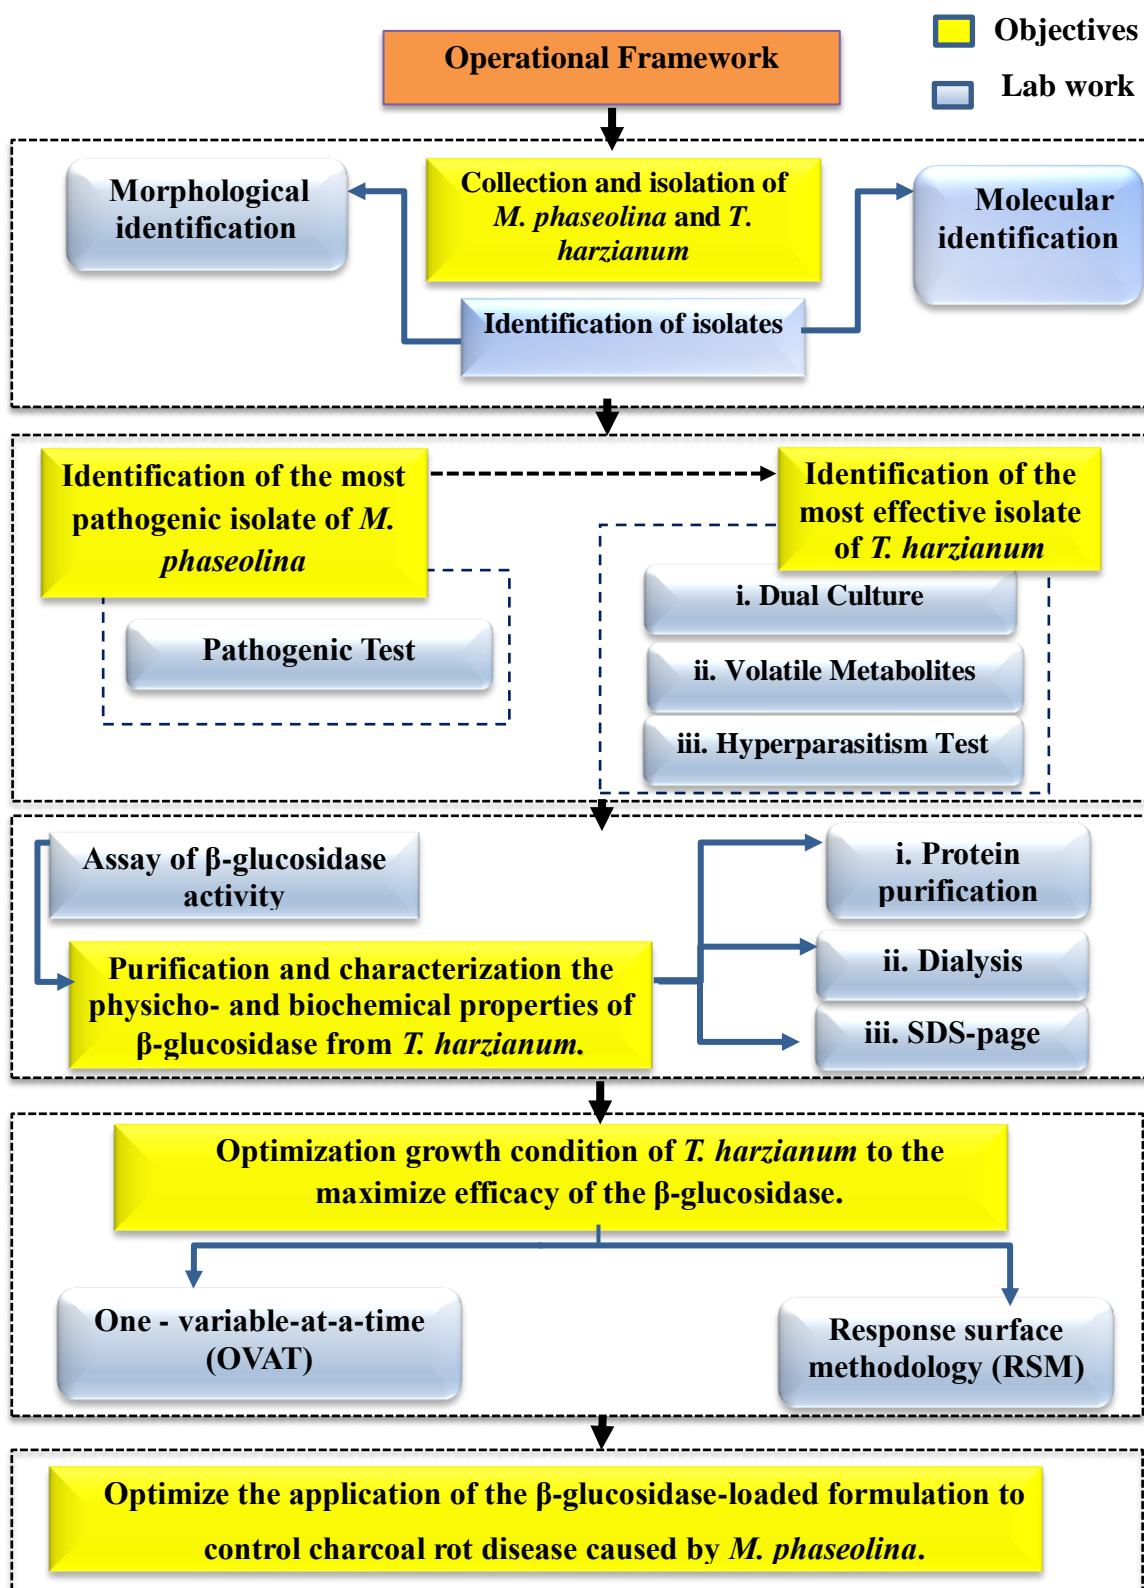 Objectives
Operational Framework
Lab work
Morphological
identification
Collection and isolation of
M. phaseolina and T.
harzianum
Molecular
identification
Identification of isolates
Identification of the most
pathogenic isolate of M.
phaseolina
Identification of the
most effective isolate
of T. harzianum
Pathogenic Test
i. Dual Culture
ii. Volatile Metabolites
iii. Hyperparasitism Test
Assay of β-glucosidase
activity
i. Protein
purification
Purification and characterization the
physicho- and biochemical properties of
β-glucosidase from T. harzianum.
ii. Dialysis
iii. SDS-page
Optimization growth condition of T. harzianum to the
maximize efficacy of the β-glucosidase.
One - variable-at-a-time
(OVAT)
Response surface
methodology (RSM)
Optimize the application of the β-glucosidase-loaded formulation to
control charcoal rot disease caused by M. phaseolina.